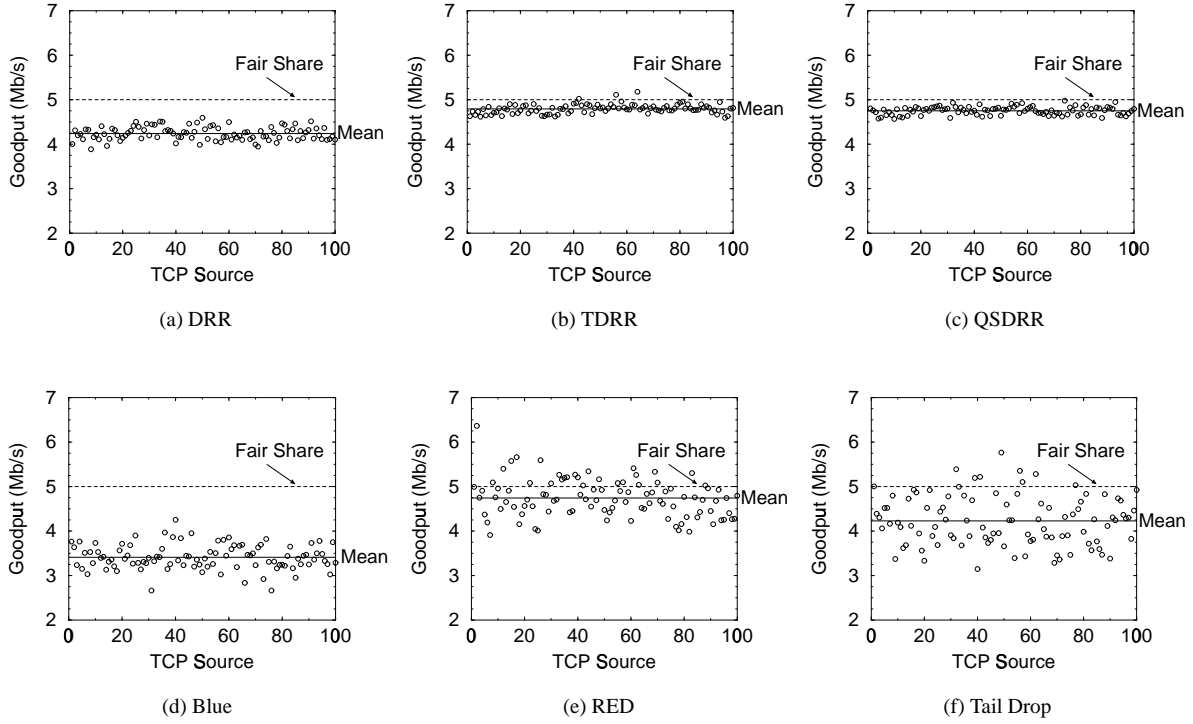 7
6
5
4
3
2
Goodput (Mb/s)
Fair Share
Mean
0 20 40 60 80 100
TCP Source
(a) DRR
7
6
5
4
3
2
Goodput (Mb/s)
Fair Share
Mean
0 20 40 60 80 100
TCP Source
(b) TDRR
7
6
5
4
3
2
Goodput (Mb/s)
Fair Share
Mean
0 20 40 60 80 100
TCP Source
(c) QSDRR
7
6
5
4
3
2
Goodput (Mb/s)
Fair Share
Mean
0 20 40 60 80 100
TCP Source
(d) Blue
7
6
5
4
3
2
Goodput (Mb/s)
Fair Share
Mean
0 20 40 60 80 100
TCP Source
(e) RED
7
6
5
4
3
2
Goodput (Mb/s)
Fair Share
Mean
0 20 40 60 80 100
TCP Source
(f) Tail Drop